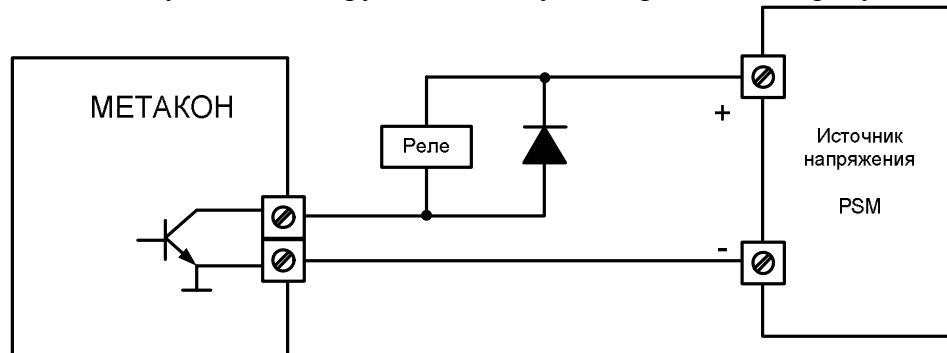 МЕТАКОН
Реле
+
Источник
напряжения
PSM
-